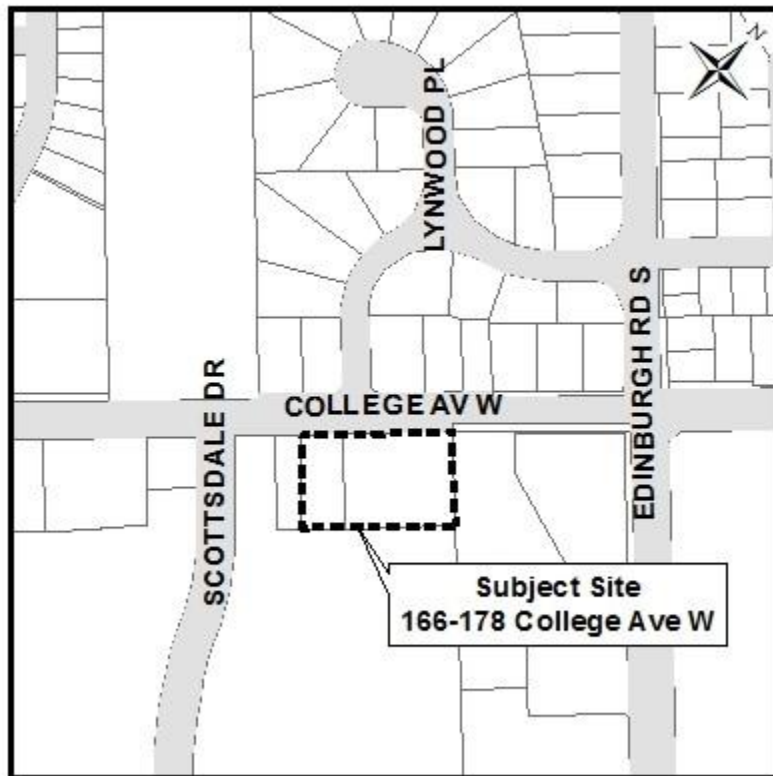 N
LYNWOOD PL
EDINBURGH RD S
SCOTTSDALE DR
COLLEGE AV W
Subject Site
166-178 College Ave W